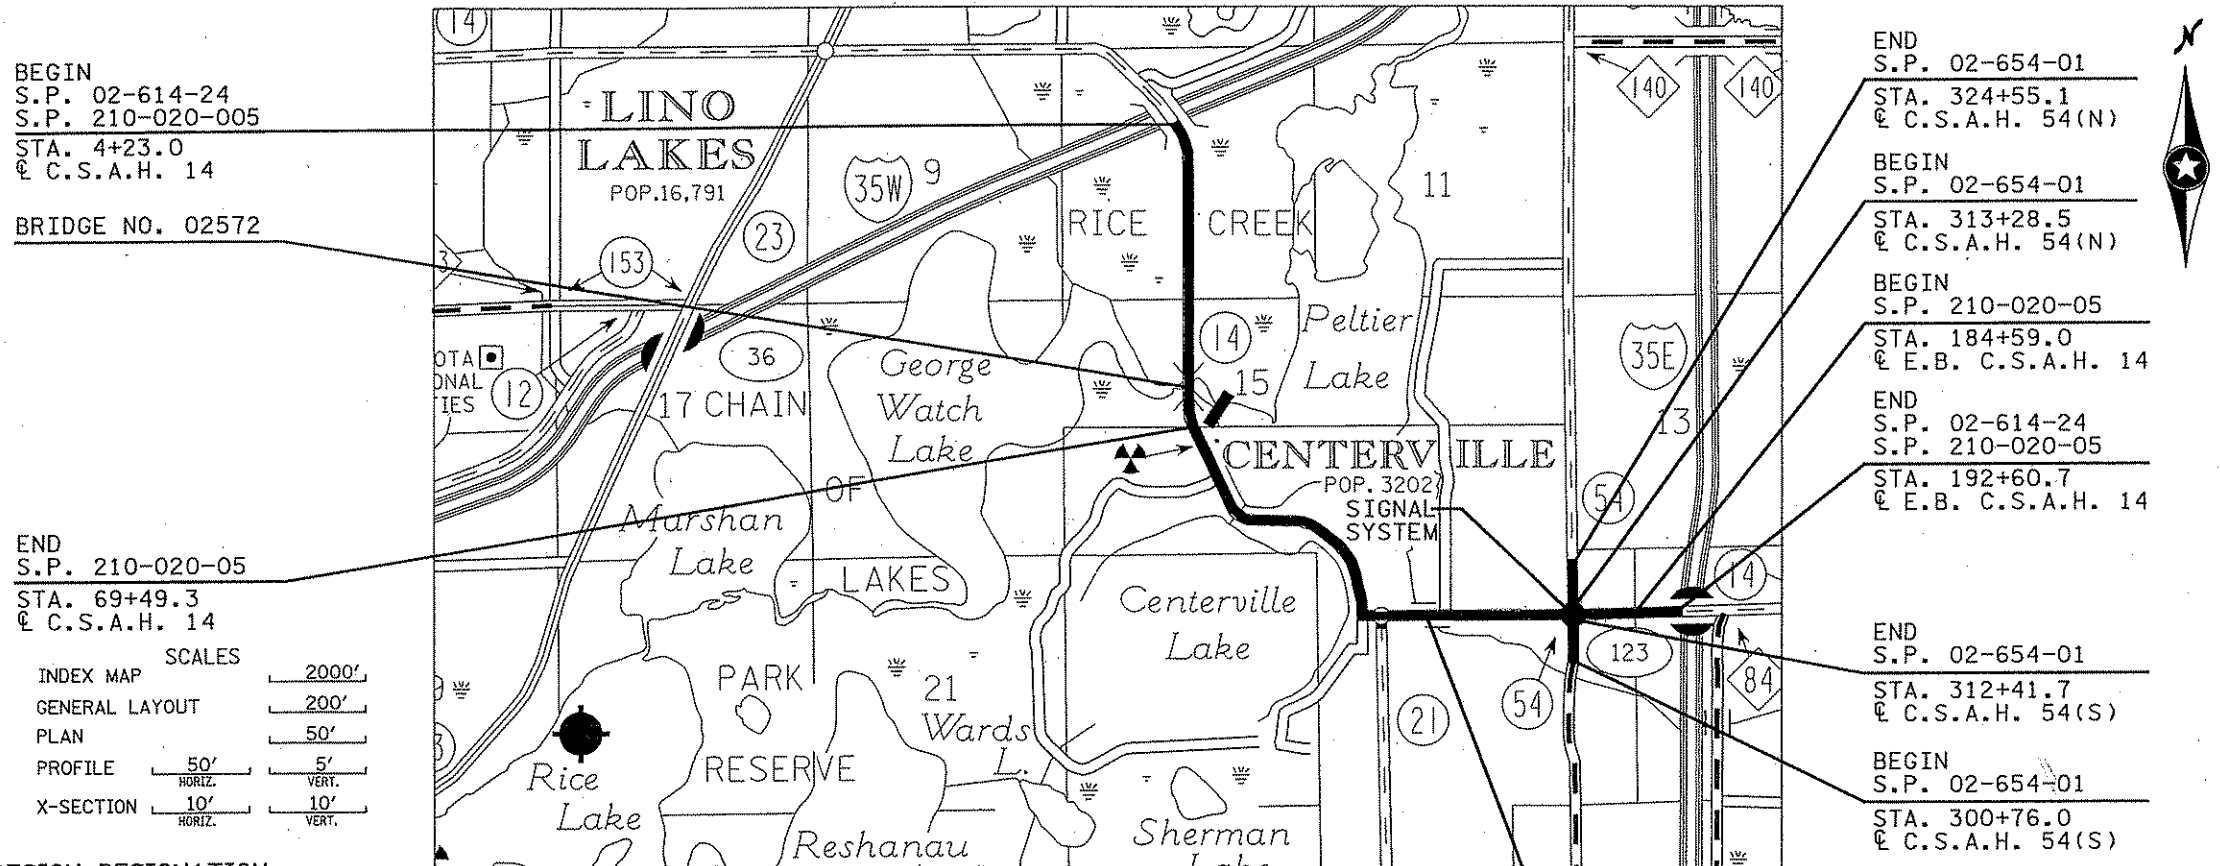 BEGIN
S.P. 02-614-24
S.P. 210-020-005
STA. 4+23.0
℄ C.S.A.H. 14
BRIDGE NO. 02572
END
S.P. 210-020-05
STA. 69+49.3
℄ C.S.A.H. 14
SCALES
INDEX MAP 2000'
GENERAL LAYOUT 200'
PLAN 50'
PROFILE 50' HORIZ. 5' VERT.
X-SECTION 10' HORIZ. 10' VERT.
14
LINO
LAKES
POP.16,791
35W
9
23
153
RICE CREEK
11
140
140
36
17 CHAIN
OF
LAKES
PARK
RESERVE
12
George
Watch
Lake
Marshan
Lake
14
15
Peltier
Lake
35E
13
CENTERVILLE
POP. 3202
SIGNAL
SYSTEM
54
14
Centerville
Lake
123
84
54
21
21
Wards
L.
Rice
Lake
Reshanau
Sherman
Lake
N
END
S.P. 02-654-01
STA. 324+55.1
℄ C.S.A.H. 54(N)
BEGIN
S.P. 02-654-01
STA. 313+28.5
℄ C.S.A.H. 54(N)
BEGIN
S.P. 210-020-05
STA. 184+59.0
℄ E.B. C.S.A.H. 14
END
S.P. 02-614-24
S.P. 210-020-05
STA. 192+60.7
℄ E.B. C.S.A.H. 14
END
S.P. 02-654-01
STA. 312+41.7
℄ C.S.A.H. 54(S)
BEGIN
S.P. 02-654-01
STA. 300+76.0
℄ C.S.A.H. 54(S)